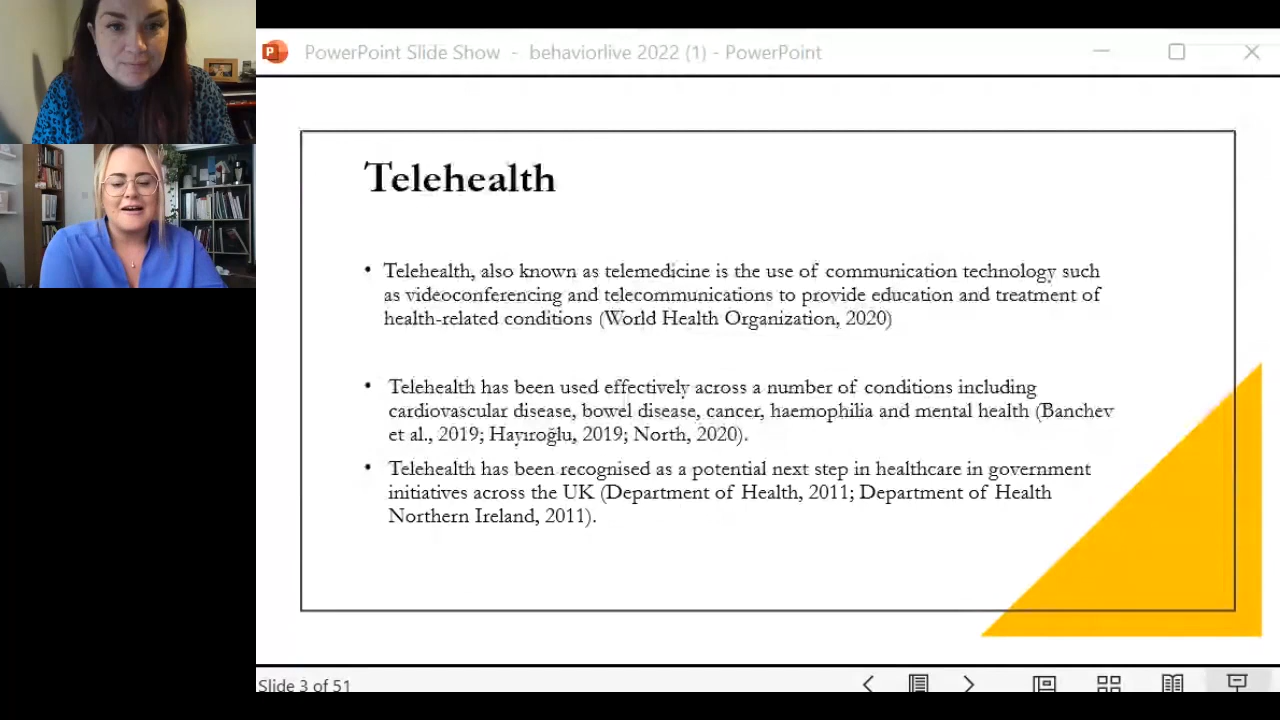 PowerPoint Slide Show - behaviorlive 2022 (1) - PowerPoint
Telehealth
• Telehealth, also known as telemedicine is the use of communication technology such
as videoconferencing and telecommunications to provide education and treatment of
health-related conditions (World Health Organization, 2020)
• Telehealth has been used effectively across a number of conditions including
cardiovascular disease, bowel disease, cancer, haemophilia and mental health (Banchev
et al., 2019; Hayıroğlu, 2019; North, 2020).
• Telehealth has been recognised as a potential next step in healthcare in government
initiatives across the UK (Department of Health, 2011; Department of Health
Northern Ireland, 2011).
Slide 3 of 51